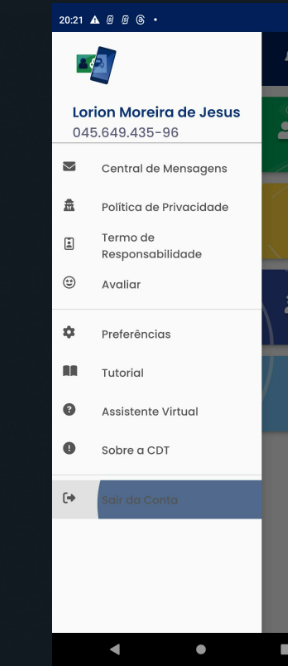 20:21
Lorion Moreira de Jesus
045.649.435-96
Central de Mensagens
Política de Privacidade
Termo de
Responsabilidade
Avaliar
Preferências
Tutorial
Assistente Virtual
Sobre a CDT
Sair da Conta